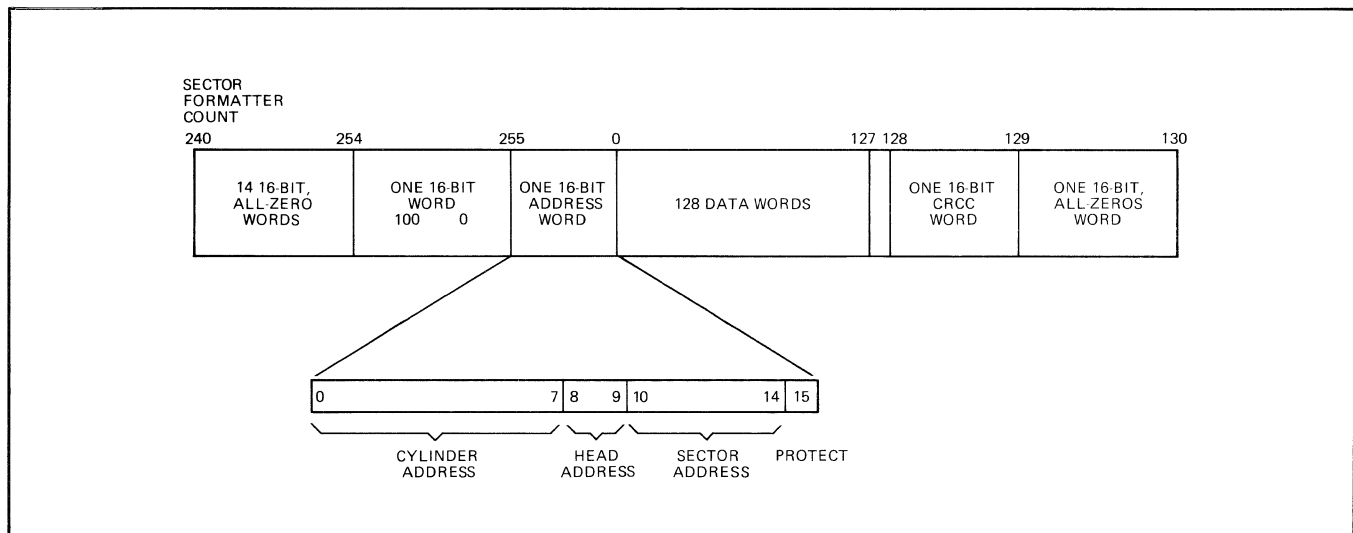 SECTOR
FORMATTER
COUNT
240 254 255 0 127 128 129 130
14 16-BIT,
ALL-ZERO
WORDS
ONE 16-BIT
WORD
100 0
ONE 16-BIT
ADDRESS
WORD
128 DATA WORDS
ONE 16-BIT
CRCC
WORD
ONE 16-BIT,
ALL-ZEROS
WORD
0 7 8 9 10 14 15
CYLINDER
ADDRESS
HEAD
ADDRESS
SECTOR
ADDRESS
PROTECT